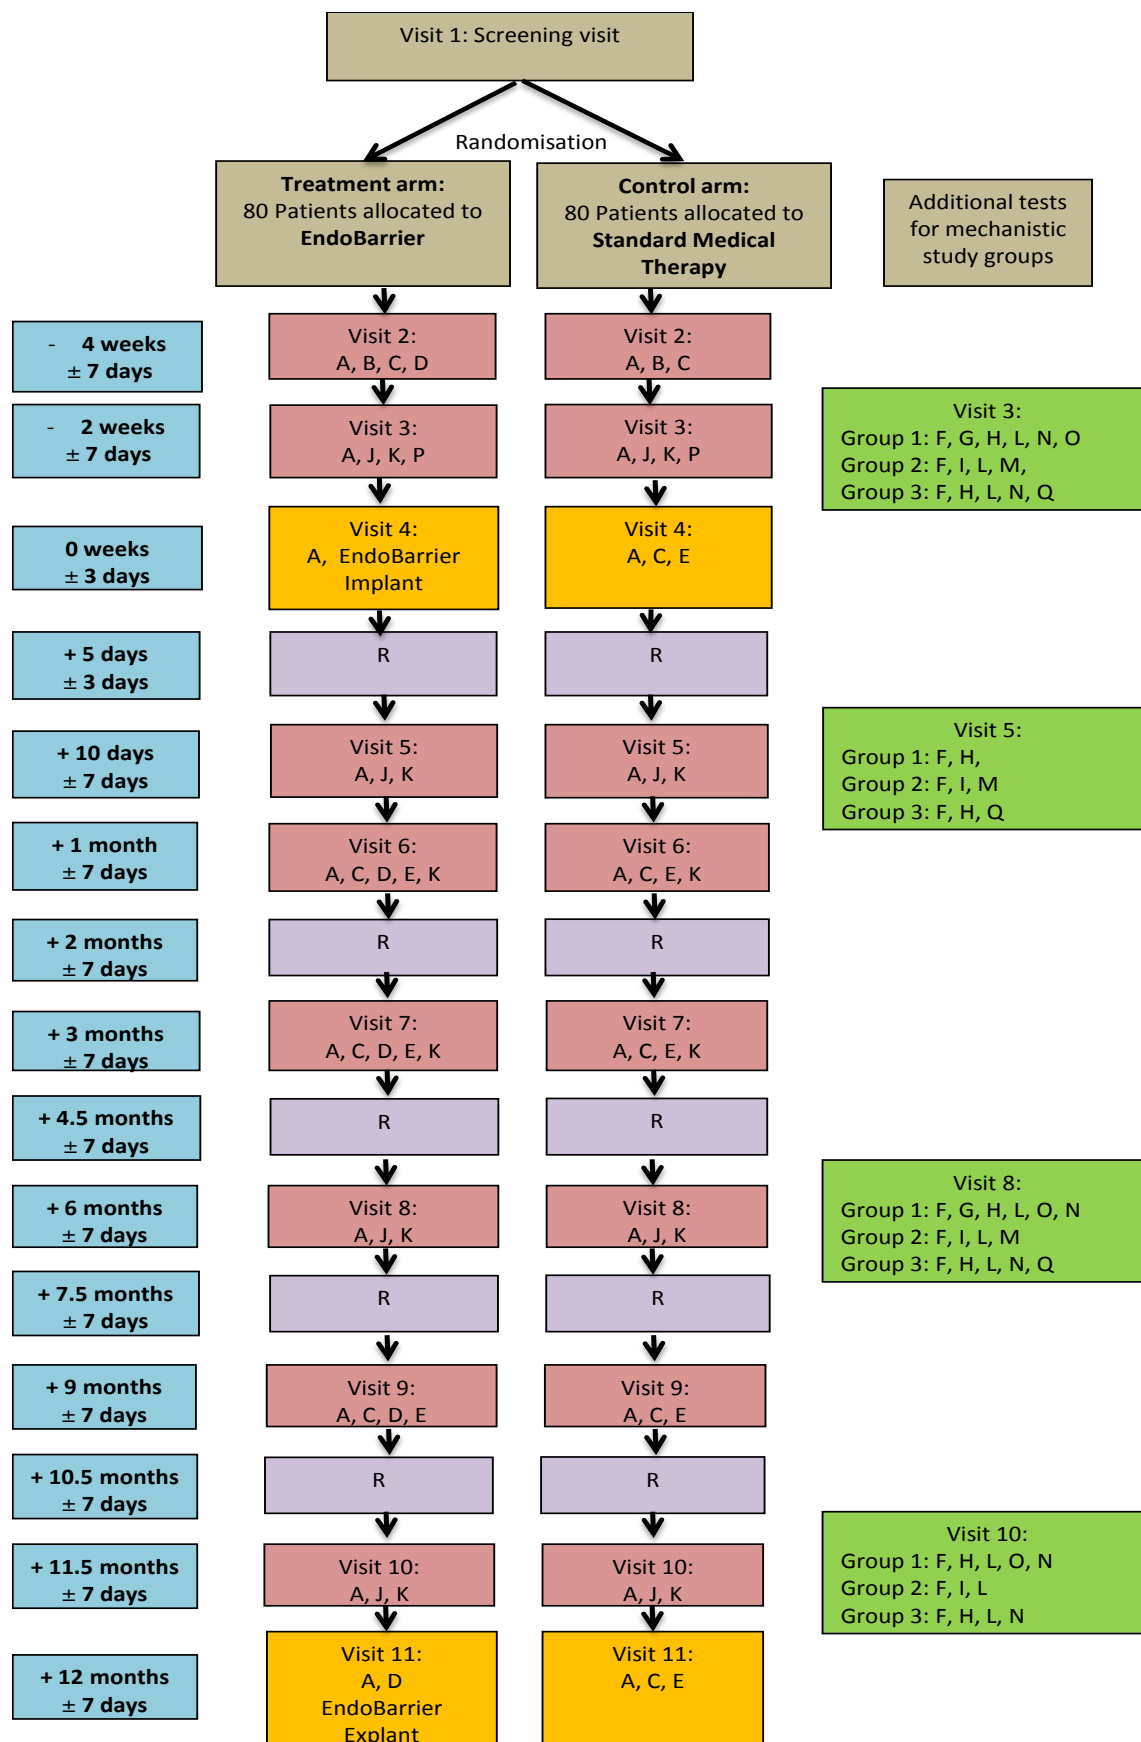 Visit 1: Screening visit
Randomisation
Treatment arm:
80 Patients allocated to
EndoBarrier
Control arm:
80 Patients allocated to
Standard Medical
Therapy
Additional tests
for mechanistic
study groups
- 4 weeks
± 7 days
Visit 2:
A, B, C, D
Visit 2:
A, B, C
- 2 weeks
± 7 days
Visit 3:
A, J, K, P
Visit 3:
A, J, K, P
Visit 3:
Group 1: F, G, H, L, N, O
Group 2: F, I, L, M,
Group 3: F, H, L, N, Q
0 weeks
± 3 days
Visit 4:
A, EndoBarrier
Implant
Visit 4:
A, C, E
+ 5 days
± 3 days
R
R
+ 10 days
± 7 days
Visit 5:
A, J, K
Visit 5:
A, J, K
Visit 5:
Group 1: F, H,
Group 2: F, I, M
Group 3: F, H, Q
+ 1 month
± 7 days
Visit 6:
A, C, D, E, K
Visit 6:
A, C, E, K
+ 2 months
± 7 days
R
R
+ 3 months
± 7 days
Visit 7:
A, C, D, E, K
Visit 7:
A, C, E, K
+ 4.5 months
± 7 days
R
R
+ 6 months
± 7 days
Visit 8:
A, J, K
Visit 8:
A, J, K
Visit 8:
Group 1: F, G, H, L, O, N
Group 2: F, I, L, M
Group 3: F, H, L, N, Q
+ 7.5 months
± 7 days
R
R
+ 9 months
± 7 days
Visit 9:
A, C, D, E
Visit 9:
A, C, E
+ 10.5 months
± 7 days
R
R
+ 11.5 months
± 7 days
Visit 10:
A, J, K
Visit 10:
A, J, K
Visit 10:
Group 1: F, H, L, O, N
Group 2: F, I, L
Group 3: F, H, L, N
+ 12 months
± 7 days
Visit 11:
A, D
EndoBarrier
Explant
Visit 11:
A, C, E